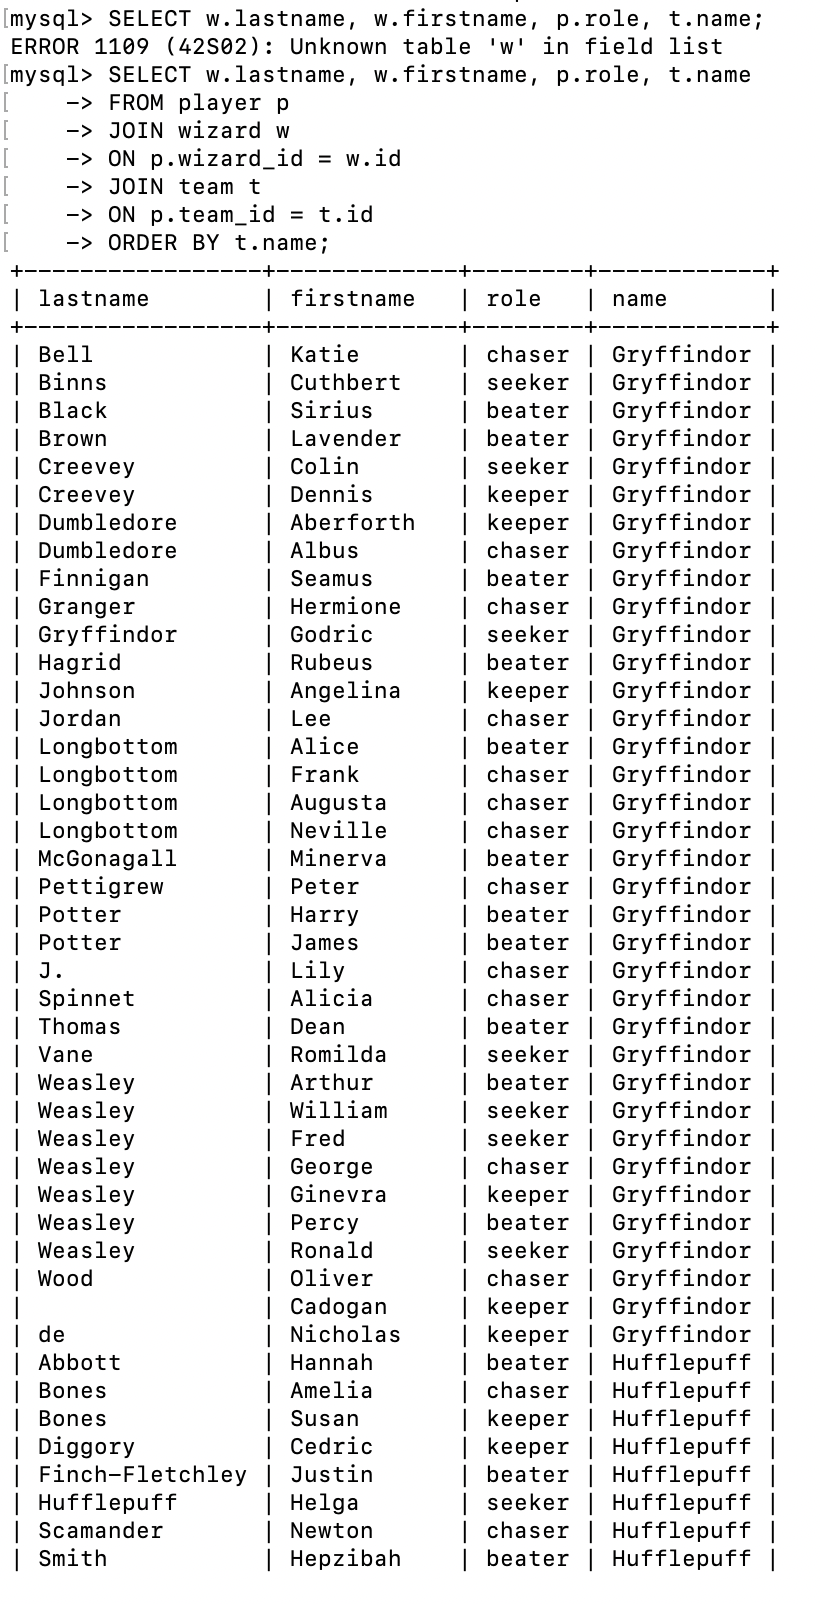 mysql> SELECT w.lastname, w.firstname, p.role, t.name;
ERROR 1109 (42S02): Unknown table 'w' in field list
mysql> SELECT w.lastname, w.firstname, p.role, t.name
    -> FROM player p
    -> JOIN wizard w
    -> ON p.wizard_id = w.id
    -> JOIN team t
    -> ON p.team_id = t.id
    -> ORDER BY t.name;
+-----------------+-------------+--------+------------+
| lastname        | firstname   | role   | name       |
+-----------------+-------------+--------+------------+
| Bell            | Katie       | chaser | Gryffindor |
| Binns           | Cuthbert    | seeker | Gryffindor |
| Black           | Sirius      | beater | Gryffindor |
| Brown           | Lavender    | beater | Gryffindor |
| Creevey         | Colin       | seeker | Gryffindor |
| Creevey         | Dennis      | keeper | Gryffindor |
| Dumbledore      | Aberforth   | keeper | Gryffindor |
| Dumbledore      | Albus       | chaser | Gryffindor |
| Finnigan        | Seamus      | beater | Gryffindor |
| Granger         | Hermione    | chaser | Gryffindor |
| Gryffindor      | Godric      | seeker | Gryffindor |
| Hagrid          | Rubeus      | beater | Gryffindor |
| Johnson         | Angelina    | keeper | Gryffindor |
| Jordan          | Lee         | chaser | Gryffindor |
| Longbottom      | Alice       | beater | Gryffindor |
| Longbottom      | Frank       | chaser | Gryffindor |
| Longbottom      | Augusta     | chaser | Gryffindor |
| Longbottom      | Neville     | chaser | Gryffindor |
| McGonagall      | Minerva     | beater | Gryffindor |
| Pettigrew       | Peter       | chaser | Gryffindor |
| Potter          | Harry       | beater | Gryffindor |
| Potter          | James       | beater | Gryffindor |
| J.              | Lily        | chaser | Gryffindor |
| Spinnet         | Alicia      | chaser | Gryffindor |
| Thomas          | Dean        | beater | Gryffindor |
| Vane            | Romilda     | seeker | Gryffindor |
| Weasley         | Arthur      | beater | Gryffindor |
| Weasley         | William     | seeker | Gryffindor |
| Weasley         | Fred        | seeker | Gryffindor |
| Weasley         | George      | chaser | Gryffindor |
| Weasley         | Ginevra     | keeper | Gryffindor |
| Weasley         | Percy       | beater | Gryffindor |
| Weasley         | Ronald      | seeker | Gryffindor |
| Wood            | Oliver      | chaser | Gryffindor |
|                 | Cadogan     | keeper | Gryffindor |
| de              | Nicholas    | keeper | Gryffindor |
| Abbott          | Hannah      | beater | Hufflepuff |
| Bones           | Amelia      | chaser | Hufflepuff |
| Bones           | Susan       | keeper | Hufflepuff |
| Diggory         | Cedric      | keeper | Hufflepuff |
| Finch-Fletchley | Justin      | beater | Hufflepuff |
| Hufflepuff      | Helga       | seeker | Hufflepuff |
| Scamander       | Newton      | chaser | Hufflepuff |
| Smith           | Hepzibah    | beater | Hufflepuff |